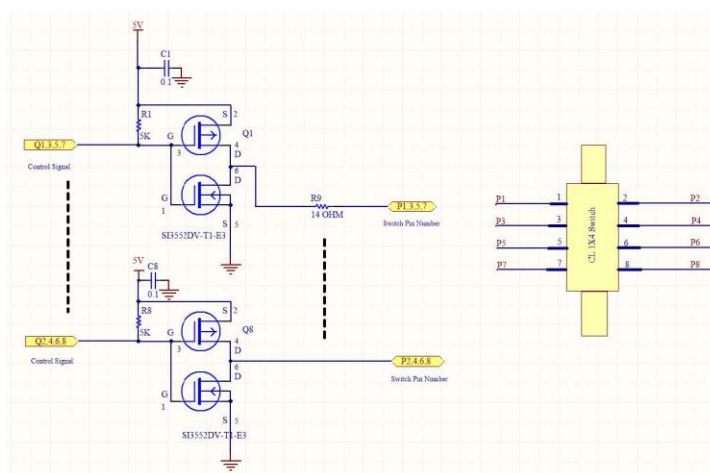 5V
C1
0.1
R1
5K
S 2
G
3
Q1
4
D
6
D
G
1
S 5
SI3552DV-T1-E3
Q1.3.5.7
Control Signal
R9
14 OHM
P1.3.5.7
Switch Pin Number
P1 1 2 P2
P3 3 4 P4
P5 5 6 P6
P7 7 8 P8
CL 1X4 Switch
5V
C8
0.1
R8
5K
S 2
G
3
Q8
4
D
6
D
G
1
S 5
SI3552DV-T1-E3
Q2.4.6.8
Control Signal
P2.4.6.8
Switch Pin Number